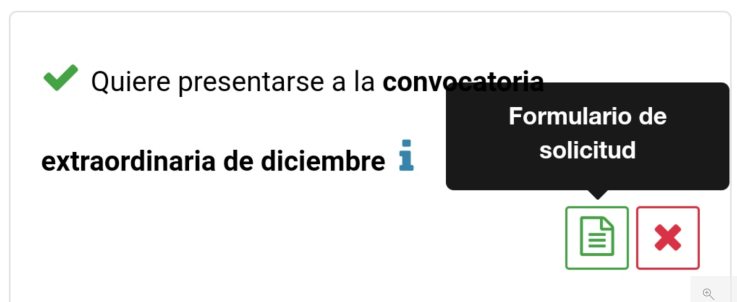 Quiere presentarse a la convocatoria
extraordinaria de diciembre
Formulario de
solicitud